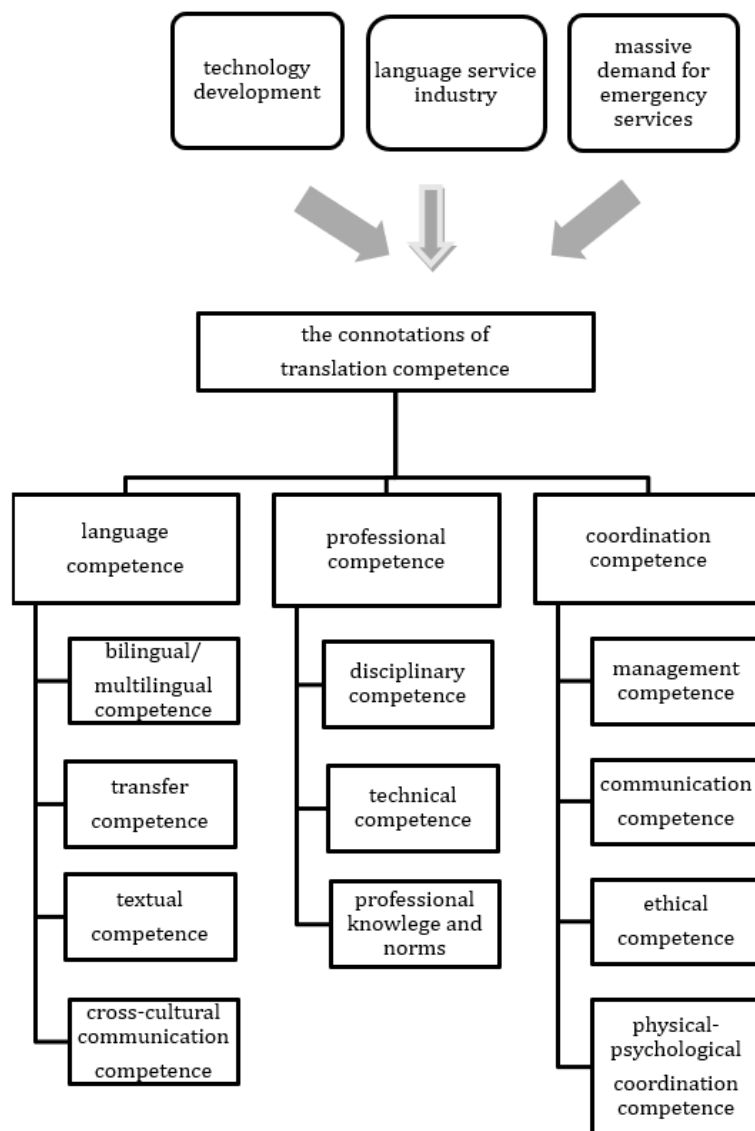 technology
development
language service
industry
massive
demand for
emergency
services
the connotations of
translation competence
language
competence
professional
competence
coordination
competence
bilingual/
multilingual
competence
transfer
competence
textual
competence
cross-cultural
communication
competence
disciplinary
competence
technical
competence
professional
knowlege and
norms
management
competence
communication
competence
ethical
competence
physical-
psychological
coordination
competence